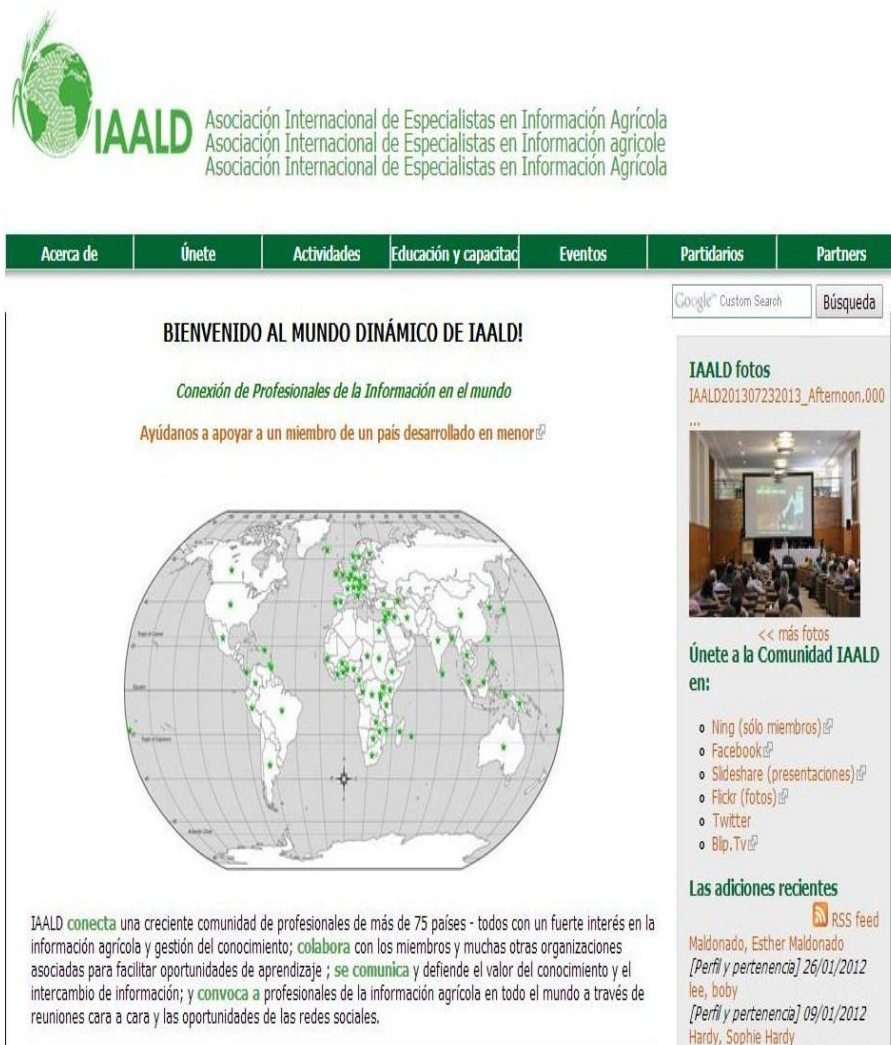 IAALD
Asociación Internacional de Especialistas en Información Agrícola
Asociación Internacional de Especialistas en Información agricole
Asociación Internacional de Especialistas en Información Agrícola
Acerca de
Únete
Actividades
Educación y capacitac
Eventos
Partidarios
Partners
Google™ Custom Search
Búsqueda
BIENVENIDO AL MUNDO DINÁMICO DE IAALD!
Conexión de Profesionales de la Información en el mundo
Ayúdanos a apoyar a un miembro de un país desarrollado en menor
IAALD conecta una creciente comunidad de profesionales de más de 75 países - todos con un fuerte interés en la
información agrícola y gestión del conocimiento; colabora con los miembros y muchas otras organizaciones
asociadas para facilitar oportunidades de aprendizaje ; se comunica y defiende el valor del conocimiento y el
intercambio de información; y convoca a profesionales de la información agrícola en todo el mundo a través de
reuniones cara a cara y las oportunidades de las redes sociales.
IAALD fotos
IAALD201307232013_Afternoon.000
...
<< más fotos
Únete a la Comunidad IAALD
en:
Ning (sólo miembros)
Facebook
Slideshare (presentaciones)
Flickr (fotos)
Twitter
Blip.Tv
Las adiciones recientes
RSS feed
Maldonado, Esther Maldonado
[Perfil y pertenencia] 26/01/2012
lee, boby
[Perfil y pertenencia] 09/01/2012
Hardy, Sophie Hardy